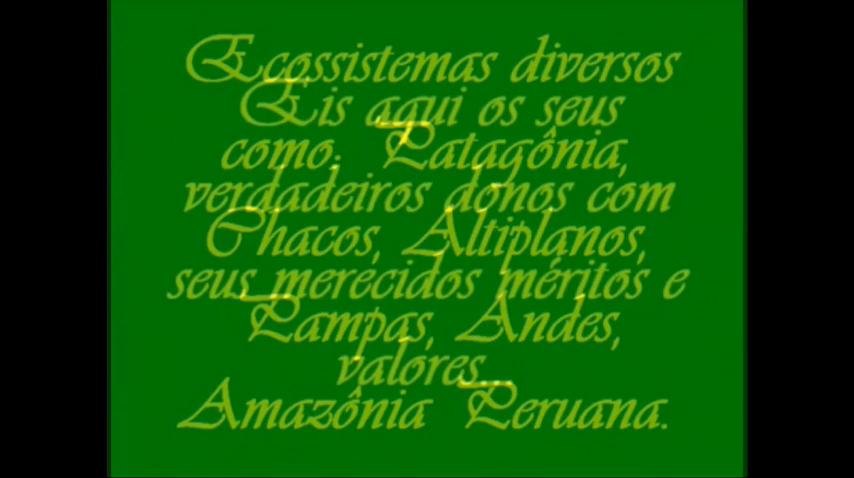 Ecossistemas diversos
Eis aqui os seus
como: Patagônia,
verdadeiros donos com
Chacos, Altiplanos,
seus merecidos méritos e
Pampas, Andes,
valores...
Amazônia Peruana.